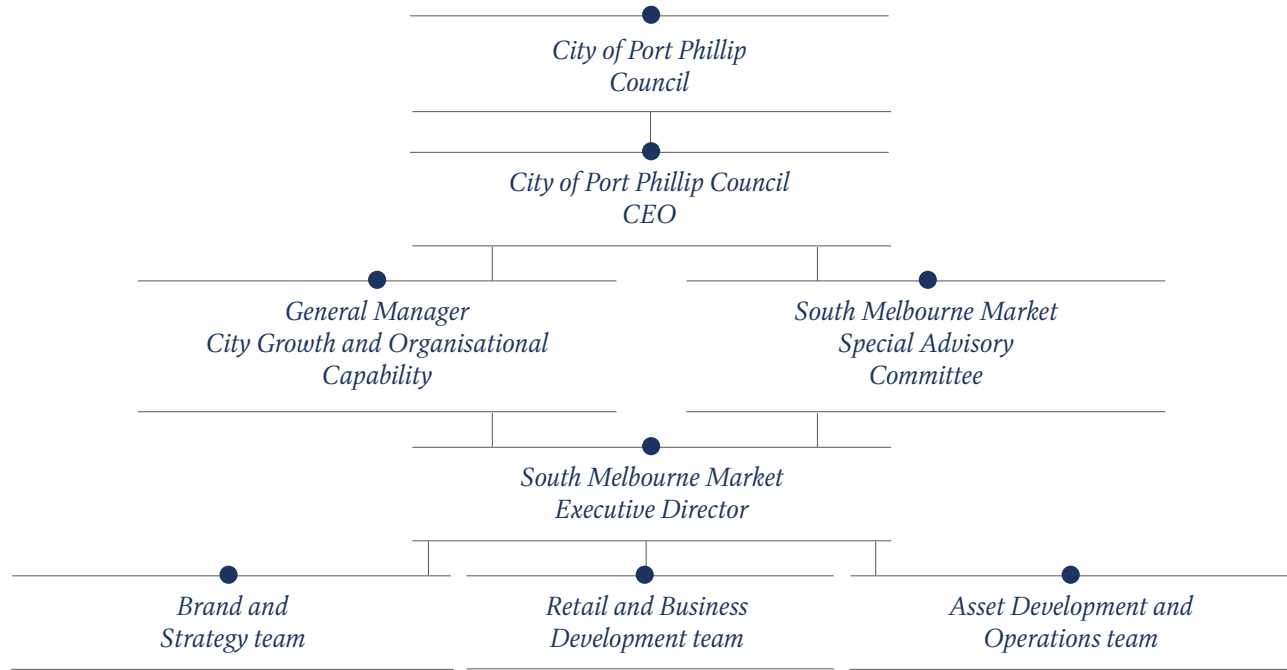 City of Port Phillip
Council
City of Port Phillip Council
CEO
General Manager
City Growth and Organisational
Capability
South Melbourne Market
Special Advisory
Committee
South Melbourne Market
Executive Director
Brand and
Strategy team
Retail and Business
Development team
Asset Development and
Operations team